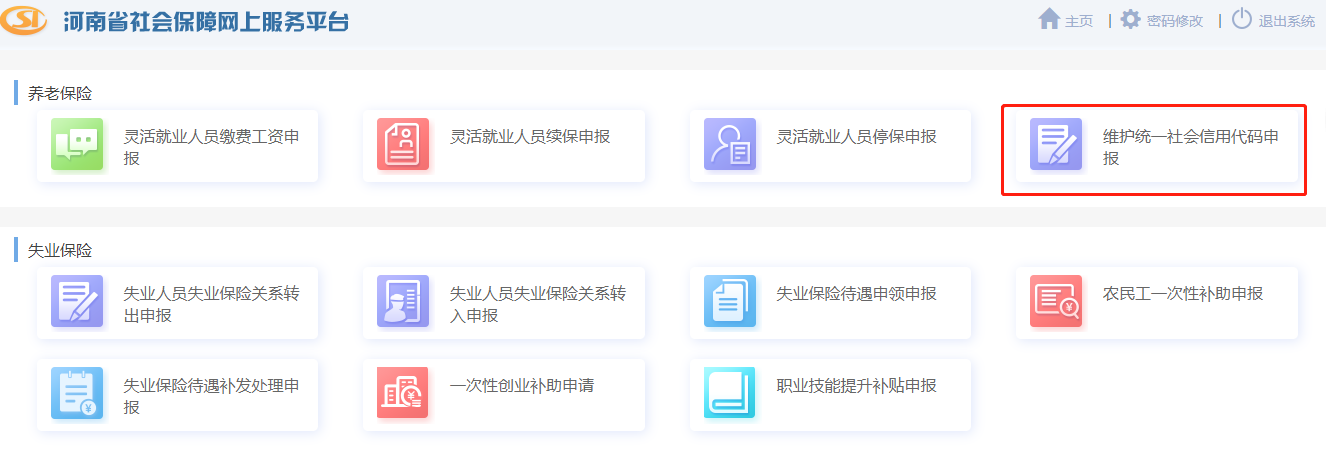 河南省社会保障网上服务平台
主页
密码修改
退出系统
养老保险
灵活就业人员缴费工资申
报
灵活就业人员续保申报
灵活就业人员停保申报
维护统一社会信用代码申
报
失业保险
失业人员失业保险关系转
出申报
失业人员失业保险关系转
入申报
失业保险待遇申领申报
农民工一次性补助申报
失业保险待遇补发处理申
报
一次性创业补助申请
职业技能提升补贴申报